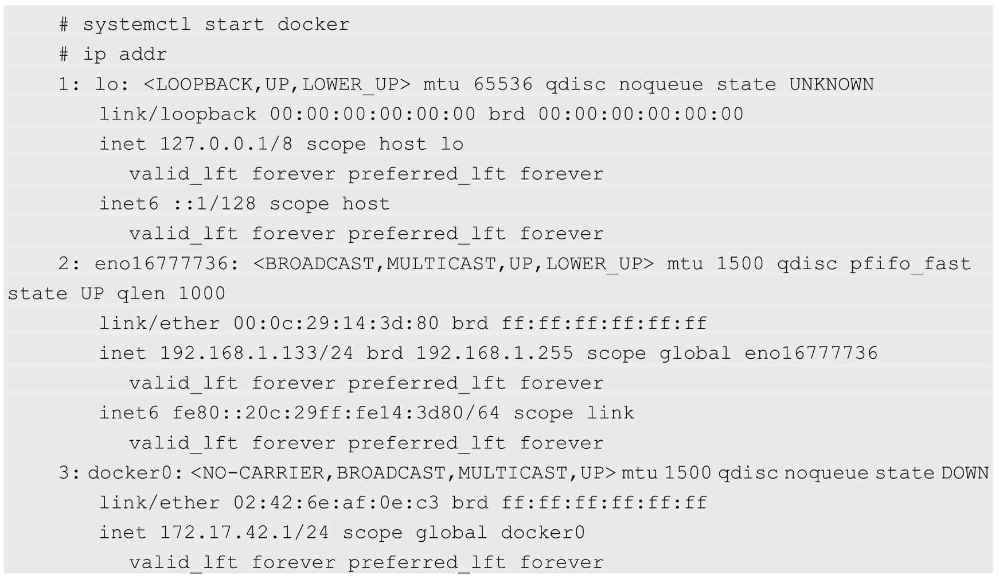 # systemctl start docker
# ip addr
1: lo: <LOOPBACK,UP,LOWER_UP> mtu 65536 qdisc noqueue state UNKNOWN
link/loopback 00:00:00:00:00:00 brd 00:00:00:00:00:00
inet 127.0.0.1/8 scope host lo
valid_lft forever preferred_lft forever
inet6 ::1/128 scope host
valid_lft forever preferred_lft forever
2: eno16777736: <BROADCAST,MULTICAST,UP,LOWER_UP> mtu 1500 qdisc pfifo_fast
state UP qlen 1000
link/ether 00:0c:29:14:3d:80 brd ff:ff:ff:ff:ff:ff
inet 192.168.1.133/24 brd 192.168.1.255 scope global eno16777736
valid_lft forever preferred_lft forever
inet6 fe80::20c:29ff:fe14:3d80/64 scope link
valid_lft forever preferred_lft forever
3: docker0: <NO-CARRIER,BROADCAST,MULTICAST,UP> mtu 1500 qdisc noqueue state DOWN
link/ether 02:42:6e:af:0e:c3 brd ff:ff:ff:ff:ff:ff
inet 172.17.42.1/24 scope global docker0
valid_lft forever preferred_lft forever